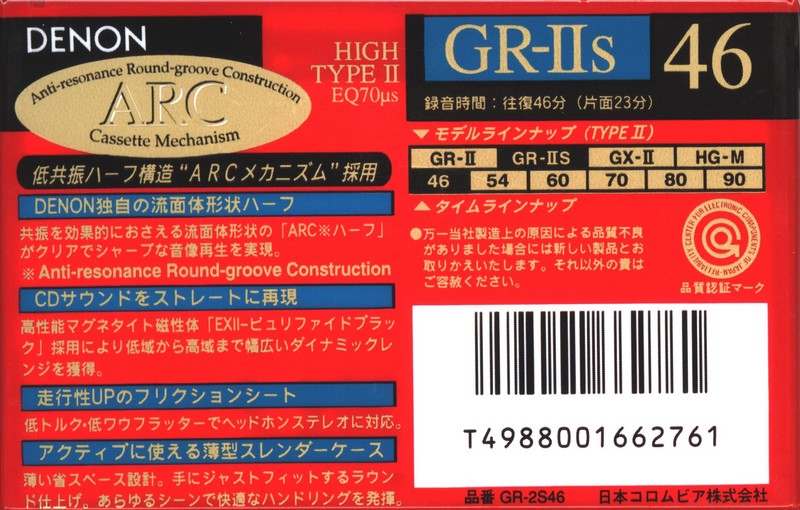 DENON
Anti-resonance Round-groove Construction
ARC
Cassette Mechanism
HIGH
TYPE II
EQ70μs
低共振ハーフ構造“ARCメカニズム”採用
DENON独自の流面体形状ハーフ
共振を効果的におさえる流面体形状の「ARC※ハーフ」
がクリアでシャープな音像再生を実現。
※Anti-resonance Round-groove Construction
CDサウンドをストレートに再現
高性能マグネタイト磁性体「EXII-ピュリファイドブラッ
ク」採用により低域から高域まで幅広いダイナミックレ
ンジを獲得。
走行性UPのフリクションシート
低トルク・低ワウフラッターでヘッドホンステレオに対応。
アクティブに使える薄型スレンダーケース
薄い省スペース設計。手にジャストフィットするラウン
ド仕上げ。あらゆるシーンで快適なハンドリングを発揮。
GR-IIs 46
録音時間：往復46分（片面23分）
▼モデルラインナップ（TYPE II）
GR-II GR-IIS GX-II HG-M
46 54 60 70 80 90
▲タイムラインナップ
●万一当社製造上の原因による品質不良
がありました場合には新しい製品とお
取りかえいたします。それ以外の責は
ご容赦ください。
RELIABILITY CENTER FOR ELECTRONIC COMPONENTS OF JAPAN
品質認証マーク
T4988001662761
品番 GR-2S46 日本コロムビア株式会社